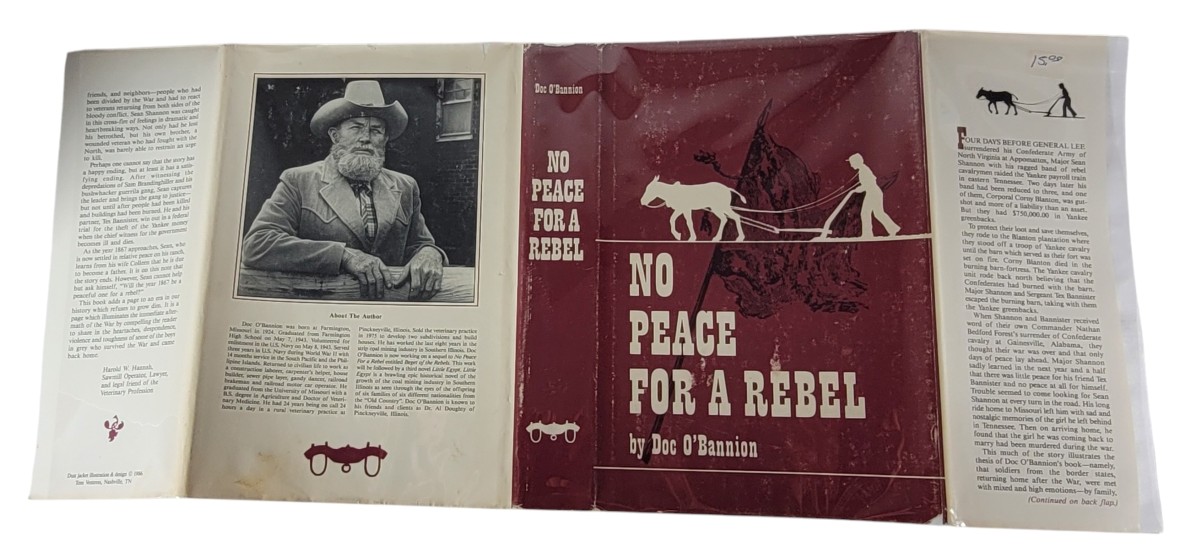 friends, and neighbors—people who had
been divided by the War and had to react
to veterans returning from both sides of the
bloody conflict. Sean Shannon was caught
in this cross-fire of feelings in dramatic and
heartbreaking ways. Not only had he lost
his betrothed, but his own brother, a
wounded veteran who had fought with the
North, was barely able to restrain an urge
to kill.
Perhaps one cannot say that the story has
a happy ending, but at least it has a satis-
fying ending. After witnessing the
depredations of Sam Brandinghille and his
bushwhacker guerrilla gang, Sean captures
the leader and brings the gang to justice—
but not until after people had been killed
and buildings had been burned. He and his
partner, Tex Bannister, win out in a federal
trial for the theft of the Yankee money
when the chief witness for the government
becomes ill and dies.
As the year 1867 approaches, Sean, who
is now settled in relative peace on his ranch,
learns from his wife Colleen that he is due
to become a father. It is on this note that
the story ends. However, Sean cannot help
but ask himself, "Will the year 1867 be a
peaceful one for a rebel?"
This book adds a page to an era in our
history which refuses to grow dim. It is a
page which illuminates the immediate after-
math of the War by compelling the reader
to share in the heartaches, despondence,
violence and roughness of some of the boys
in grey who survived the War and came
back home.
Harold W. Hannah,
Sawmill Operator, Lawyer,
and legal friend of the
Veterinary Profession
Dust jacket illustration & design © 1986
Tony Ventura, Nashville, TN
About The Author
Doc O'Bannion was born at Farmington,
Missouri in 1924. Graduated from Farmington
High School on May 7, 1943. Volunteered for
enlistment in the U.S. Navy on May 8, 1943. Served
three years in U.S. Navy during World War II with
14 months service in the South Pacific and the Phil-
ipine Islands. Returned to civilian life to work as
a construction laborer, carpenter's helper, house
builder, sewer pipe layer, gandy dancer, railroad
brakeman and railroad motor car operator. He
graduated from the University of Missouri with a
B.S. degree in Agriculture and Doctor of Veteri-
nary Medicine. He had 24 years being on call 24
hours a day in a rural veterinary practice at
Pinckneyville, Illinois. Sold the veterinary practice
in 1975 to develop two subdivisions and build
houses. He has worked the last eight years in the
strip coal mining industry in Southern Illinois. Doc
O'Bannion is now working on a sequel to No Peace
For a Rebel entitled Beget of the Rebels. This work
will be followed by a third novel Little Egypt. Little
Egypt is a brawling epic historical novel of the
growth of the coal mining industry in Southern
Illinois as seen through the eyes of the offspring
of six families of six different nationalities from
the "Old Country". Doc O'Bannion is known to
his friends and clients as Dr. Al Daughty of
Pinckneyville, Illinois.
Doc O'Bannion
NO
PEACE
FOR A
REBEL
NO
PEACE
FOR A REBEL
by Doc O'Bannion
15.00
FOUR DAYS BEFORE GENERAL LEE
surrendered his Confederate Army of
North Virginia at Appomattox, Major Sean
Shannon with his ragged band of rebel
cavalrymen raided the Yankee payroll train
in eastern Tennessee. Two days later his
band had been reduced to three, and one
of them, Corporal Corny Blanton, was gut-
shot and more of a liability than an asset.
But they had $750,000.00 in Yankee
greenbacks.
To protect their loot and save themselves,
they rode to the Blanton plantation where
they stood off a troop of Yankee cavalry
until the barn which served as their fort was
set on fire. Corny Blanton died in the
burning barn-fortress. The Yankee cavalry
unit rode back north believing that the
Confederates had burned with the barn.
Major Shannon and Sergeant Tex Bannister
escaped the burning barn, taking with them
the Yankee greenbacks.
When Shannon and Bannister received
word of their own Commander Nathan
Bedford Forest's surrender of Confederate
cavalry at Gainesville, Alabama, they
thought their war was over and that only
days of peace lay ahead. Major Shannon
sadly learned in the next year and a half
that there was little peace for his friend Tex
Bannister and no peace at all for himself.
Trouble seemed to come looking for Sean
Shannon at every turn in the road. His long
ride home to Missouri left him with sad and
nostalgic memories of the girl he left behind
in Tennessee. Then on arriving home, he
found that the girl he was coming back to
marry had been murdered during the war.
This much of the story illustrates the
thesis of Doc O'Bannion's book—namely,
that soldiers from the border states,
returning home after the War, were met
with mixed and high emotions—by family,
(Continued on back flap.)